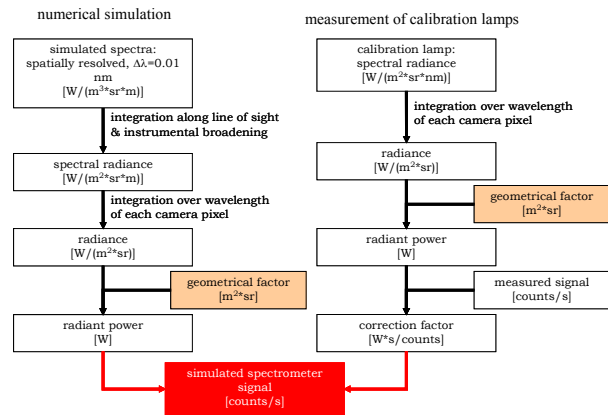 numerical simulation
simulated spectra:
spatially resolved, Δλ=0.01
nm
[W/(m³*sr*m)]
integration along line of sight
& instrumental broadening
spectral radiance
[W/(m²*sr*m)]
integration over wavelength
of each camera pixel
radiance
[W/(m²*sr)]
geometrical factor
[m²*sr]
radiant power
[W]
measurement of calibration lamps
calibration lamp:
spectral radiance
[W/(m²*sr*nm)]
integration over wavelength
of each camera pixel
radiance
[W/(m²*sr)]
geometrical factor
[m²*sr]
radiant power
[W]
measured signal
[counts/s]
correction factor
[W*s/counts]
simulated spectrometer
signal
[counts/s]